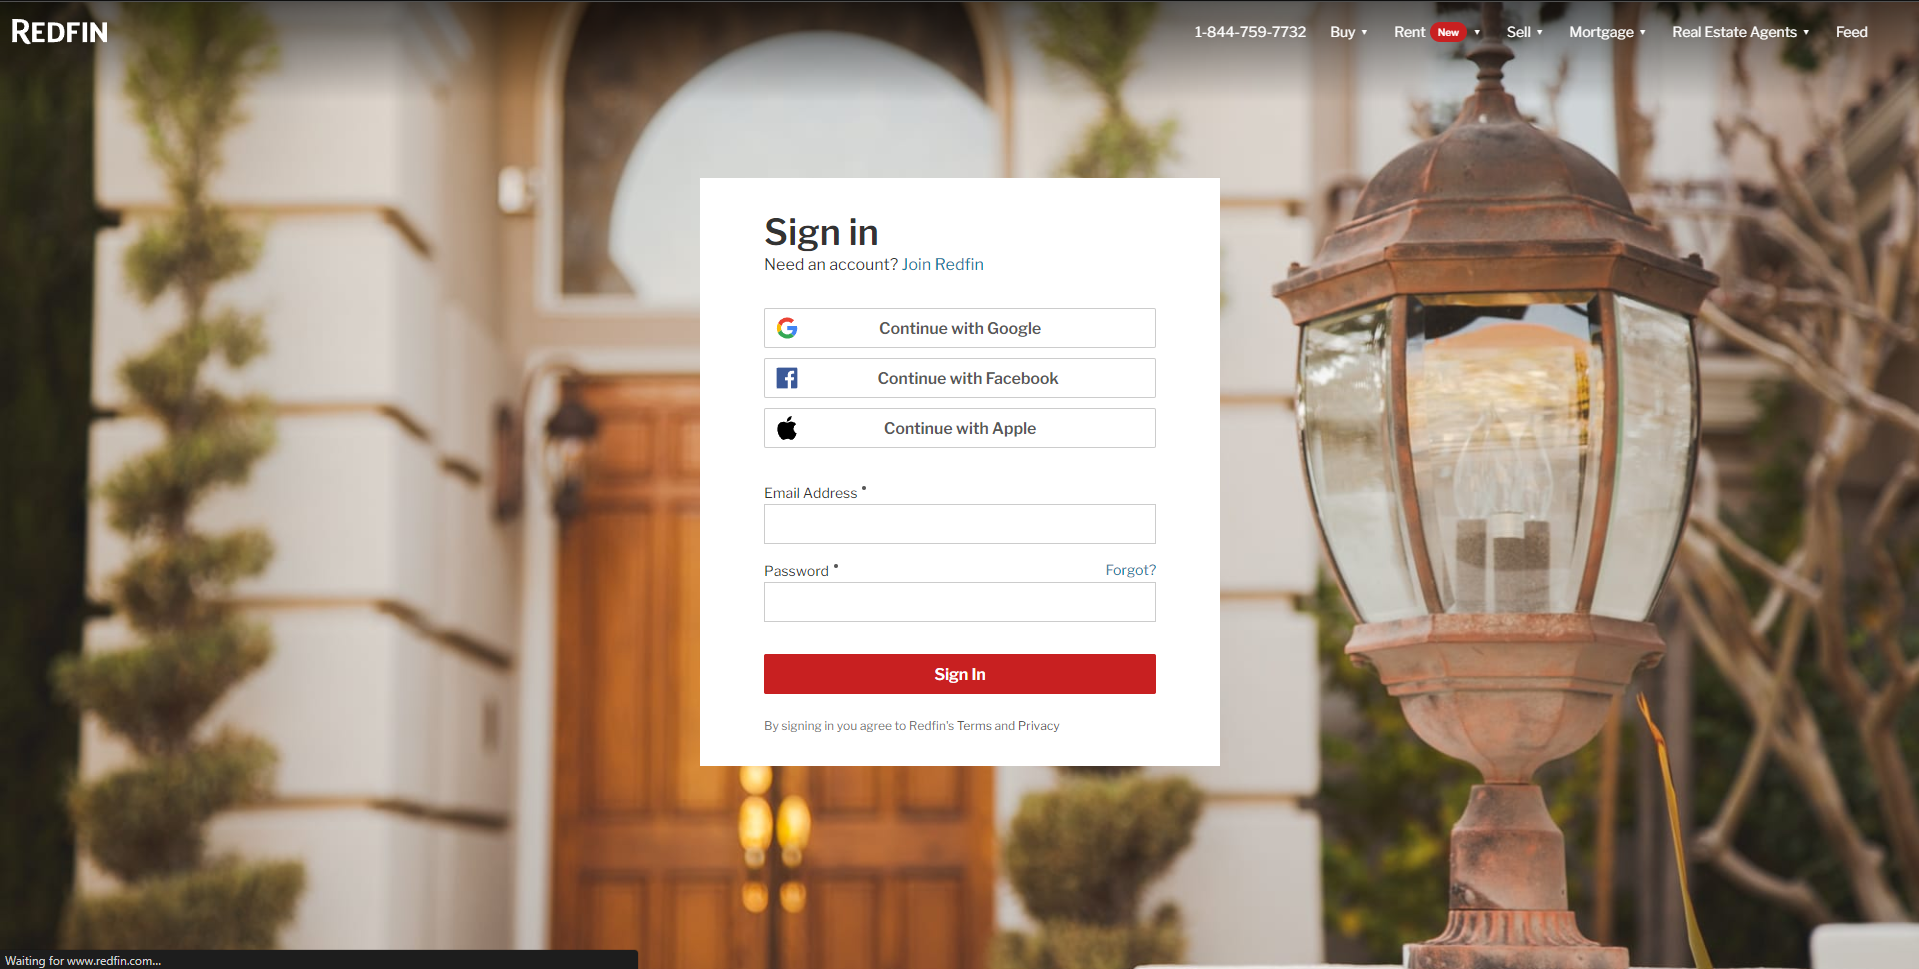 REDFIN
1-844-759-7732 Buy Rent New Sell Mortgage Real Estate Agents Feed
Sign in
Need an account? Join Redfin
Continue with Google
Continue with Facebook
Continue with Apple
Email Address *
Password * Forgot?
Sign In
By signing in you agree to Redfin's Terms and Privacy
Waiting for www.redfin.com...